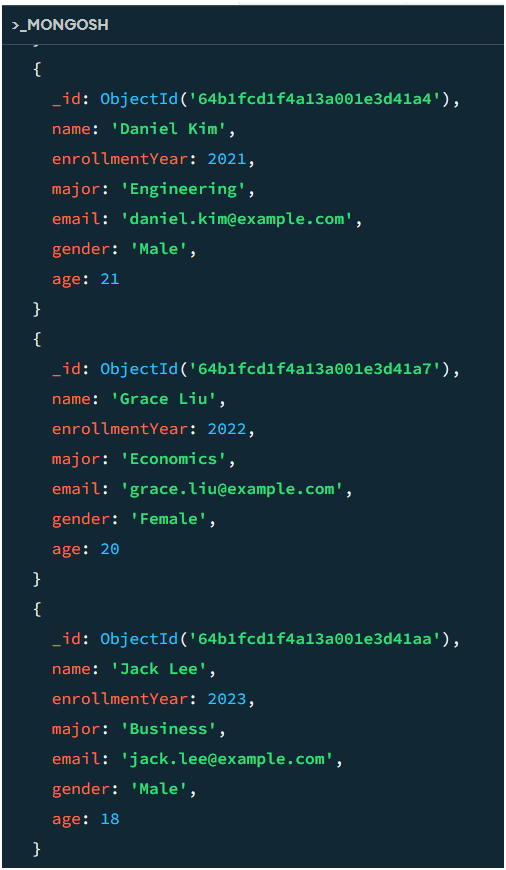 >_MONGOSH
}
{
_id: ObjectId('64b1fcd1f4a13a001e3d41a4'),
name: 'Daniel Kim',
enrollmentYear: 2021,
major: 'Engineering',
email: 'daniel.kim@example.com',
gender: 'Male',
age: 21
}
{
_id: ObjectId('64b1fcd1f4a13a001e3d41a7'),
name: 'Grace Liu',
enrollmentYear: 2022,
major: 'Economics',
email: 'grace.liu@example.com',
gender: 'Female',
age: 20
}
{
_id: ObjectId('64b1fcd1f4a13a001e3d41aa'),
name: 'Jack Lee',
enrollmentYear: 2023,
major: 'Business',
email: 'jack.lee@example.com',
gender: 'Male',
age: 18
}